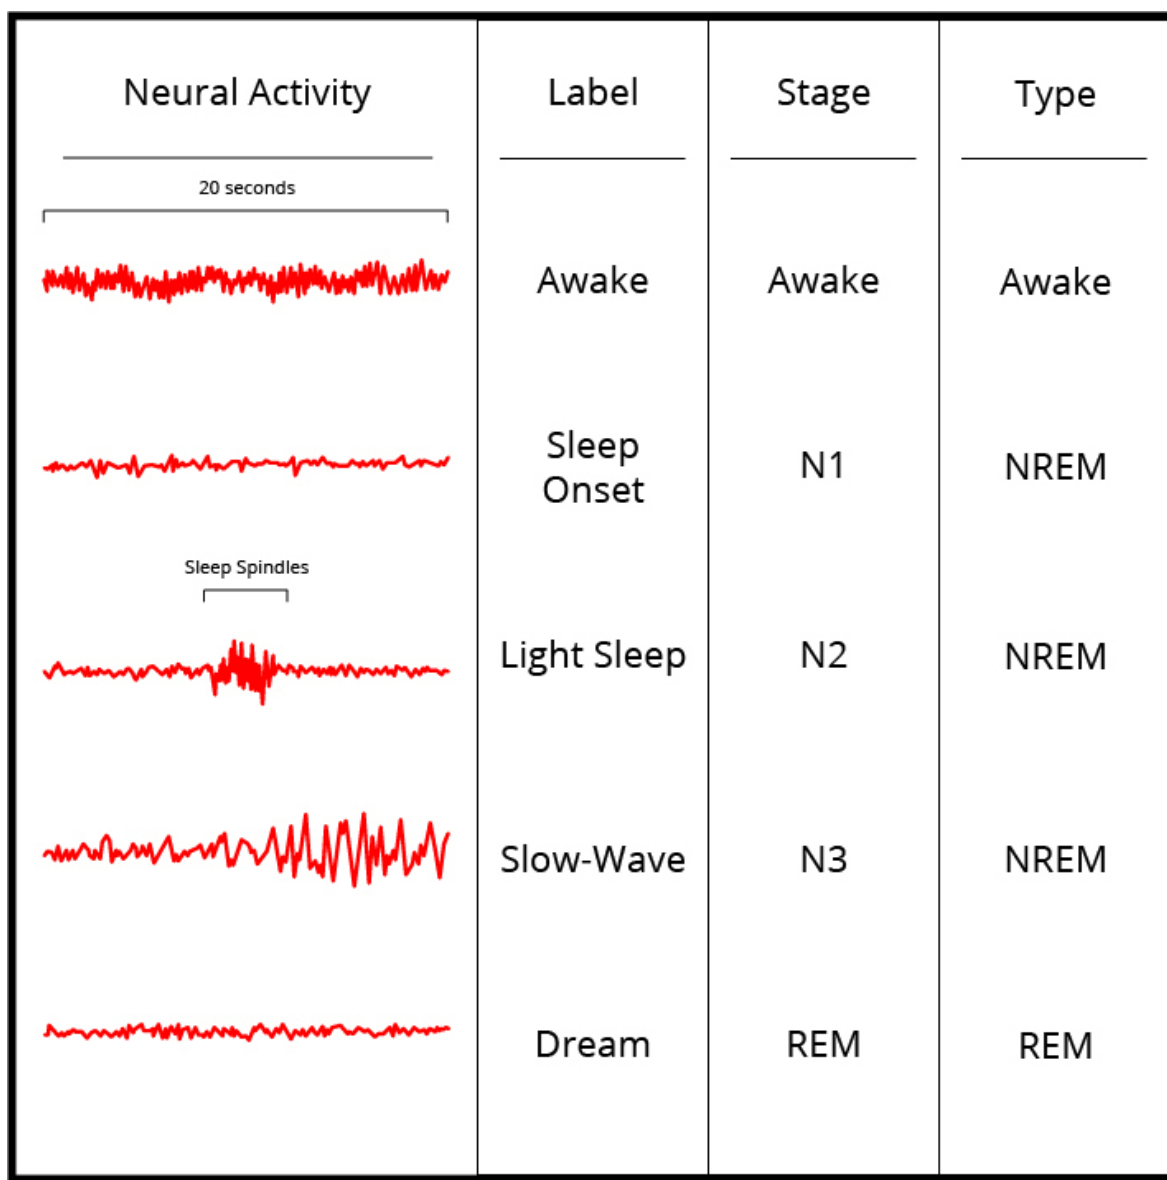 Neural Activity Label Stage Type
20 seconds
Awake Awake Awake
Sleep
Onset N1 NREM
Sleep Spindles
Light Sleep N2 NREM
Slow-Wave N3 NREM
Dream REM REM